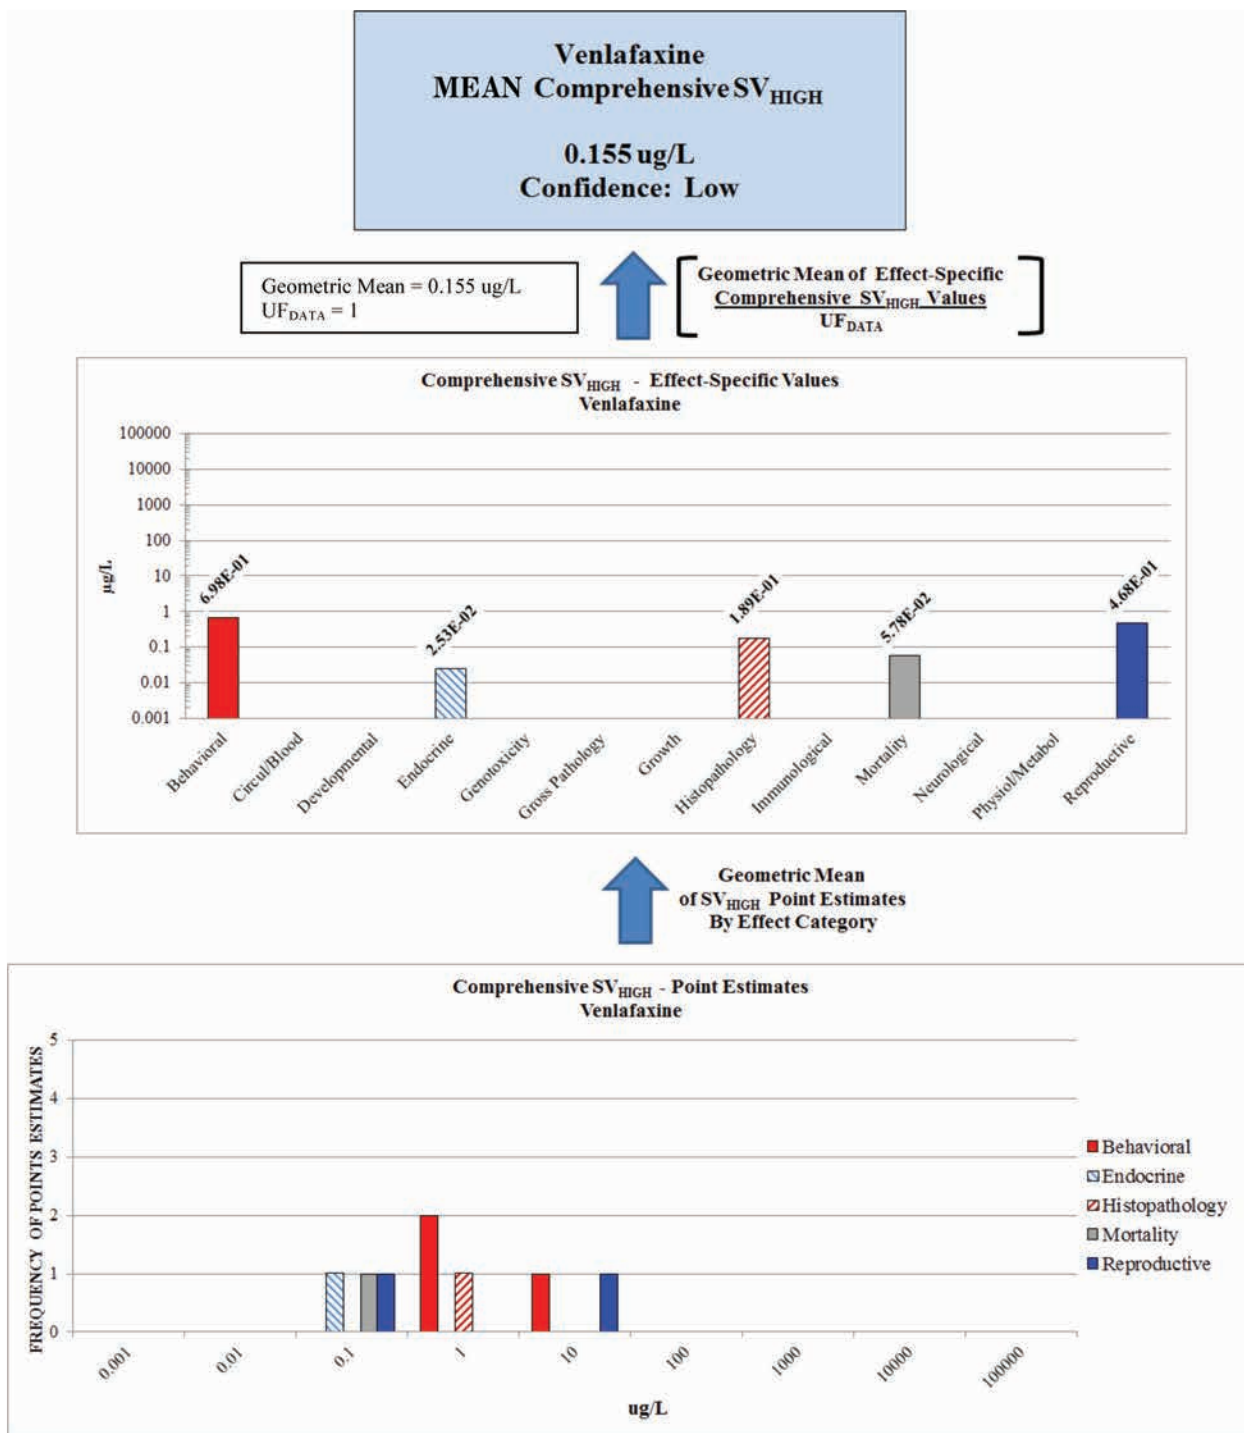 Venlafaxine
MEAN Comprehensive SVHIGH
0.155 ug/L
Confidence: Low
Geometric Mean = 0.155 ug/L
UFDATA = 1
Geometric Mean of Effect-Specific
Comprehensive SVHIGH Values
UFDATA
Comprehensive SVHIGH - Effect-Specific Values
Venlafaxine
µg/L
100000
10000
1000
100
10
1
0.1
0.01
0.001
6.98E-01
2.53E-02
1.89E-01
5.78E-02
4.68E-01
Behavioral
Circul/Blood
Developmental
Endocrine
Genotoxicity
Gross Pathology
Growth
Histopathology
Immunological
Mortality
Neurological
Physiol/Metabol
Reproductive
Geometric Mean
of SVHIGH Point Estimates
By Effect Category
Comprehensive SVHIGH - Point Estimates
Venlafaxine
FREQUENCY OF POINTS ESTIMATES
5
4
3
2
1
0
0.001
0.01
0.1
1
10
100
1000
10000
100000
ug/L
Behavioral
Endocrine
Histopathology
Mortality
Reproductive